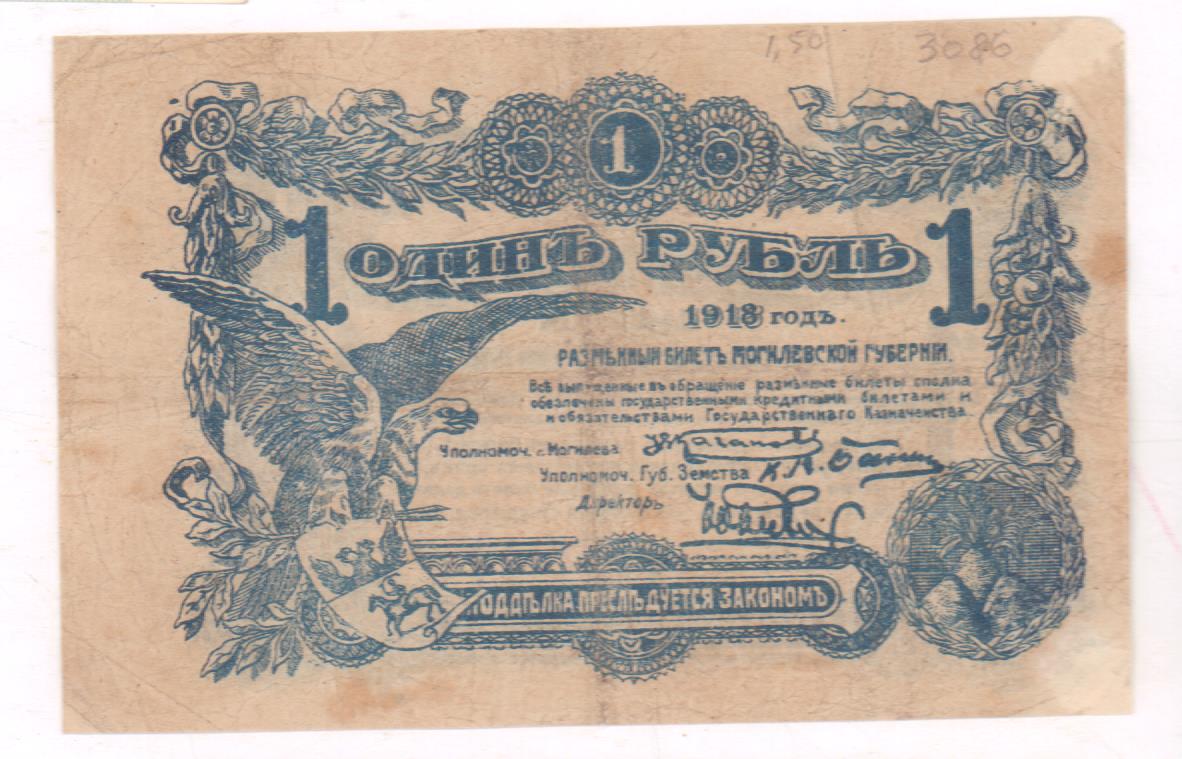 1,50 3086
1
1 ОДИНЪ РУБЛЬ 1
1918 годъ.
РАЗМѢННЫЙ БИЛЕТЪ МОГИЛЕВСКОЙ ГУБЕРНІИ.
Всѣ выпущенные въ обращеніе размѣнные билеты сполна
обезпечены государственными кредитными билетами и
и обязательствами Государственнаго Казначейства.
Уполномоч. г. Могилева
Уполномоч. Губ. Земства
Директоръ
ПОДДѢЛКА ПРЕСЛѢДУЕТСЯ ЗАКОНОМЪ